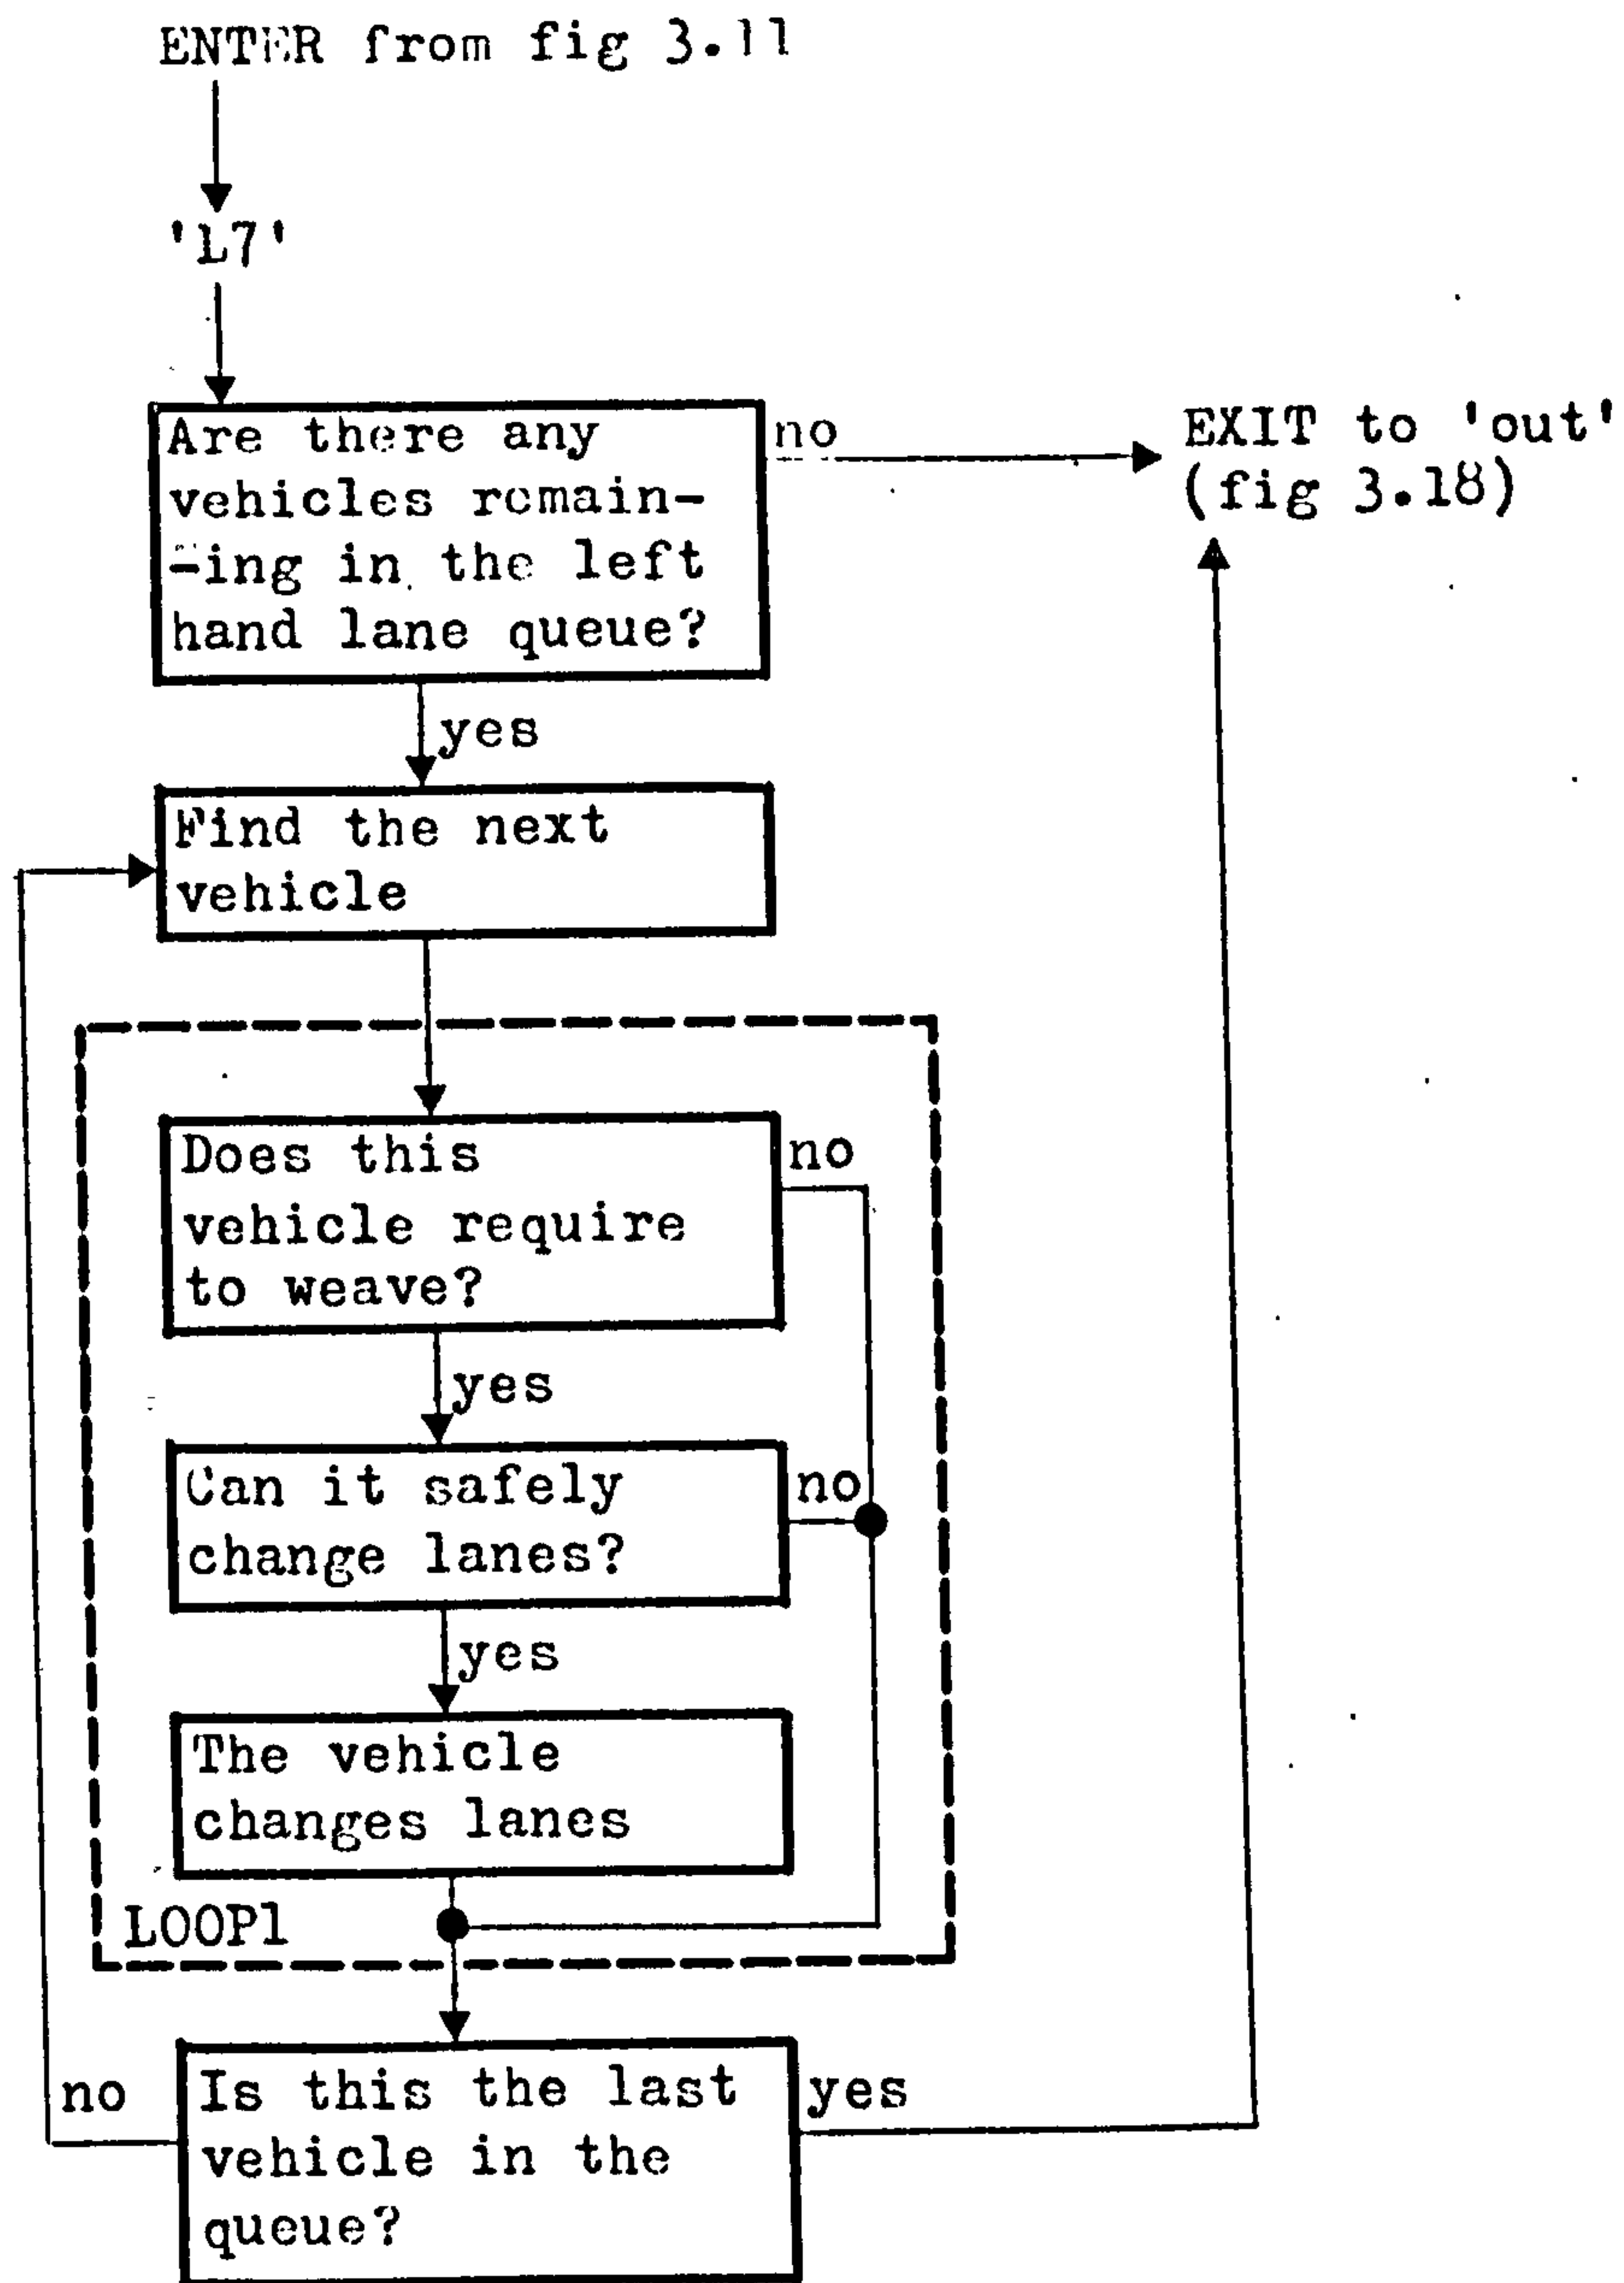 ENTER from fig 3.11
'L7'
Are there any
vehicles remain-
-ing in the left
hand lane queue?
no
EXIT to 'out'
(fig 3.18)
yes
Find the next
vehicle
Does this
vehicle require
to weave?
no
yes
Can it safely
change lanes?
no
yes
The vehicle
changes lanes
LOOP1
no
Is this the last
vehicle in the
queue?
yes